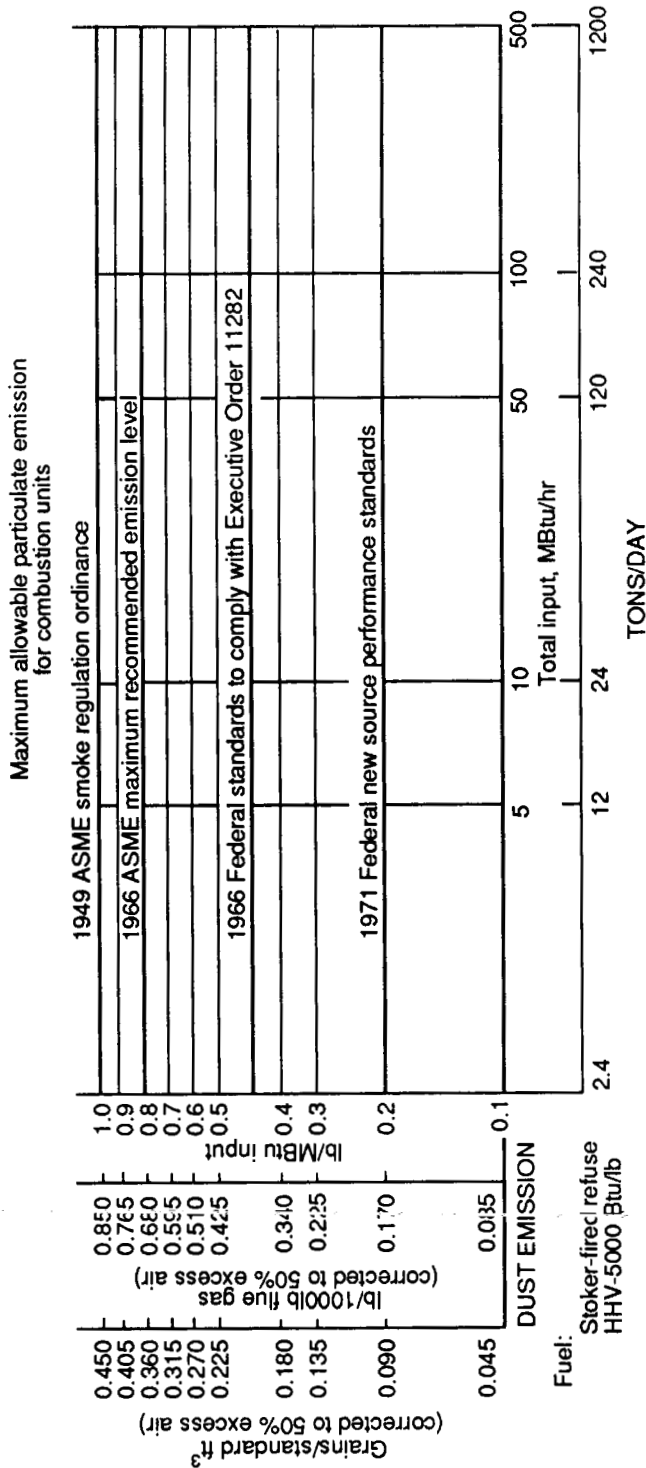 Maximum allowable particulate emission
for combustion units
1949 ASME smoke regulation ordinance
1966 ASME maximum recommended emission level
1966 Federal standards to comply with Executive Order 11282
1971 Federal new source performance standards
Grains/standard ft³
(corrected to 50% excess air)
0.450
0.405
0.360
0.315
0.270
0.225
0.180
0.135
0.090
0.045
lb/1000lb flue gas
(corrected to 50% excess air)
0.850
0.765
0.680
0.595
0.510
0.425
0.340
0.225
0.170
0.085
lb/MBtu input
1.0
0.9
0.8
0.7
0.6
0.5
0.4
0.3
0.2
0.1
DUST EMISSION
5 10 50 100 500
Total input, MBtu/hr
Fuel:
Stoker-fired refuse
HHV-5000 Btu/lb
2.4 12 24 120 240 1200
TONS/DAY